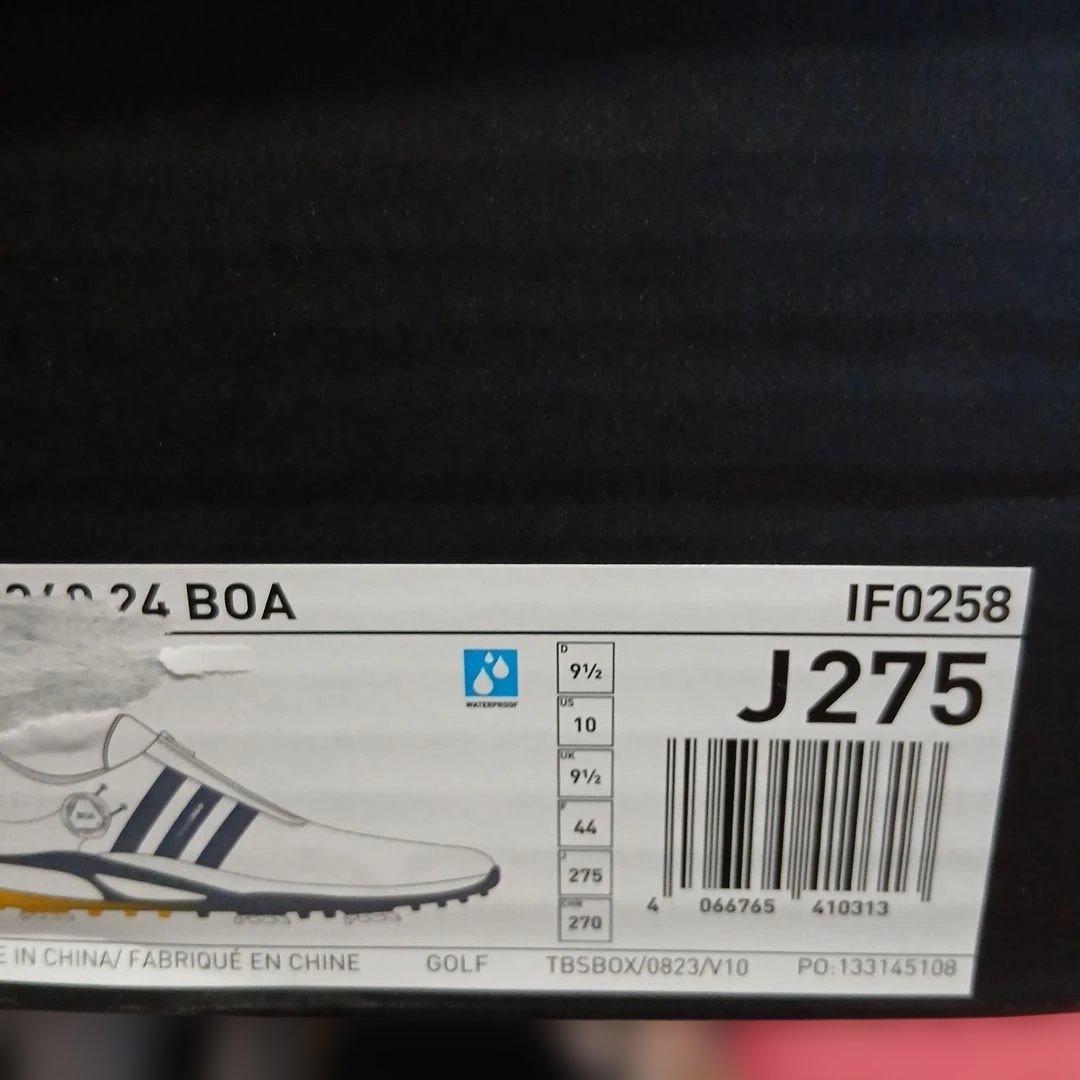 24 BOA
IF0258
WATERPROOF
J275
D
9½
US
10
UK
9½
F
44
J
275
CHN
270
BOA
4 066765 410313
IN CHINA/ FABRIQUÉ EN CHINE
GOLF
TBSBOX/0823/V10
PO:133145108